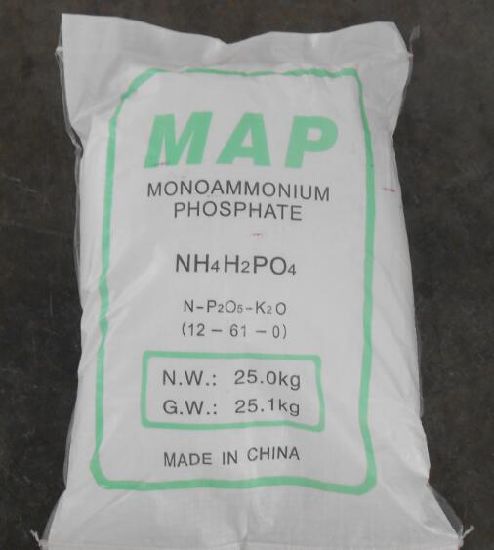 MAP
MONOAMMONIUM
PHOSPHATE
NH₄H₂PO₄
N-P₂O₅-K₂O
(12-61-0)
N.W.: 25.0kg
G.W.: 25.1kg
MADE IN CHINA